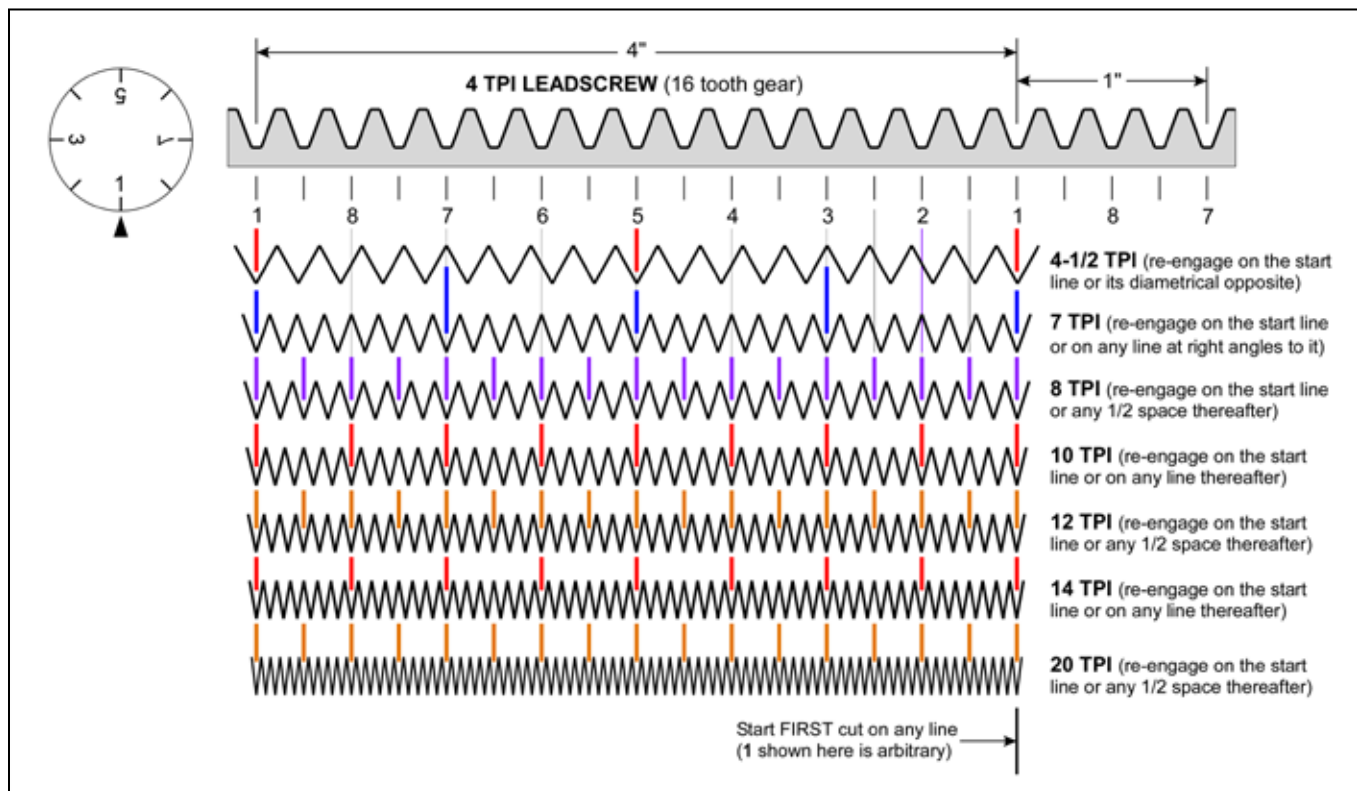 4"
4 TPI LEADSCREW (16 tooth gear)
1"
5
3
7
1
1 8 7 6 5 4 3 2 1 8 7
4-1/2 TPI (re-engage on the start
line or its diametrical opposite)
7 TPI (re-engage on the start line
or on any line at right angles to it)
8 TPI (re-engage on the start line
or any 1/2 space thereafter)
10 TPI (re-engage on the start
line or on any line thereafter)
12 TPI (re-engage on the start
line or any 1/2 space thereafter)
14 TPI (re-engage on the start
line or on any line thereafter)
20 TPI (re-engage on the start
line or any 1/2 space thereafter)
Start FIRST cut on any line
(1 shown here is arbitrary)